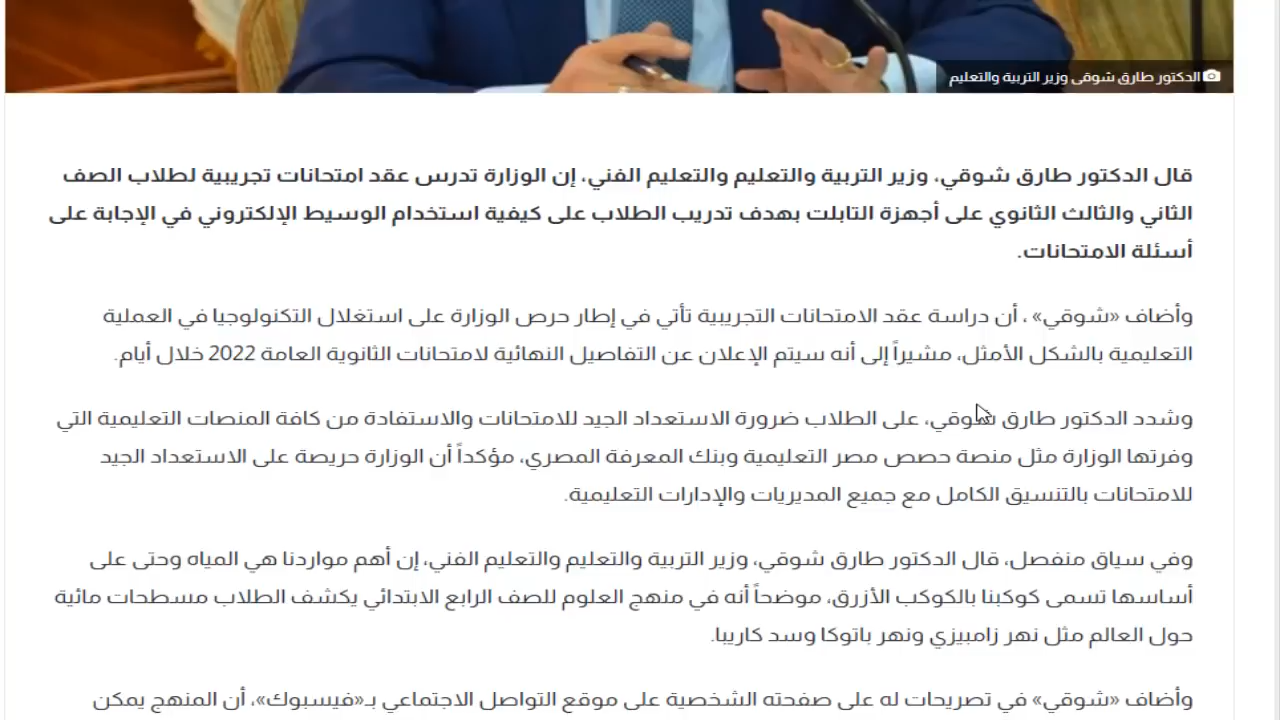 الدكتور طارق شوقى وزير التربية والتعليم
قال الدكتور طارق شوقي، وزير التربية والتعليم والتعليم الفني، إن الوزارة تدرس عقد امتحانات تجريبية لطلاب الصف
الثاني والثالث الثانوي على أجهزة التابلت بهدف تدريب الطلاب على كيفية استخدام الوسيط الإلكتروني في الإجابة على
أسئلة الامتحانات.
وأضاف «شوقي» ، أن دراسة عقد الامتحانات التجريبية تأتي في إطار حرص الوزارة على استغلال التكنولوجيا في العملية
التعليمية بالشكل الأمثل، مشيراً إلى أنه سيتم الإعلان عن التفاصيل النهائية لامتحانات الثانوية العامة 2022 خلال أيام.
وشدد الدكتور طارق شوقي، على الطلاب ضرورة الاستعداد الجيد للامتحانات والاستفادة من كافة المنصات التعليمية التي
وفرتها الوزارة مثل منصة حصص مصر التعليمية وبنك المعرفة المصري، مؤكداً أن الوزارة حريصة على الاستعداد الجيد
للامتحانات بالتنسيق الكامل مع جميع المديريات والإدارات التعليمية.
وفي سياق منفصل، قال الدكتور طارق شوقي، وزير التربية والتعليم والتعليم الفني، إن أهم مواردنا هي المياه وحتى على
أساسها تسمى كوكبنا بالكوكب الأزرق، موضحاً أنه في منهج العلوم للصف الرابع الابتدائي يكشف الطلاب مسطحات مائية
حول العالم مثل نهر زامبيزي ونهر باتوكا وسد كاريبا.
وأضاف «شوقي» في تصريحات له على صفحته الشخصية على موقع التواصل الاجتماعي بـ«فيسبوك»، أن المنهج يمكن